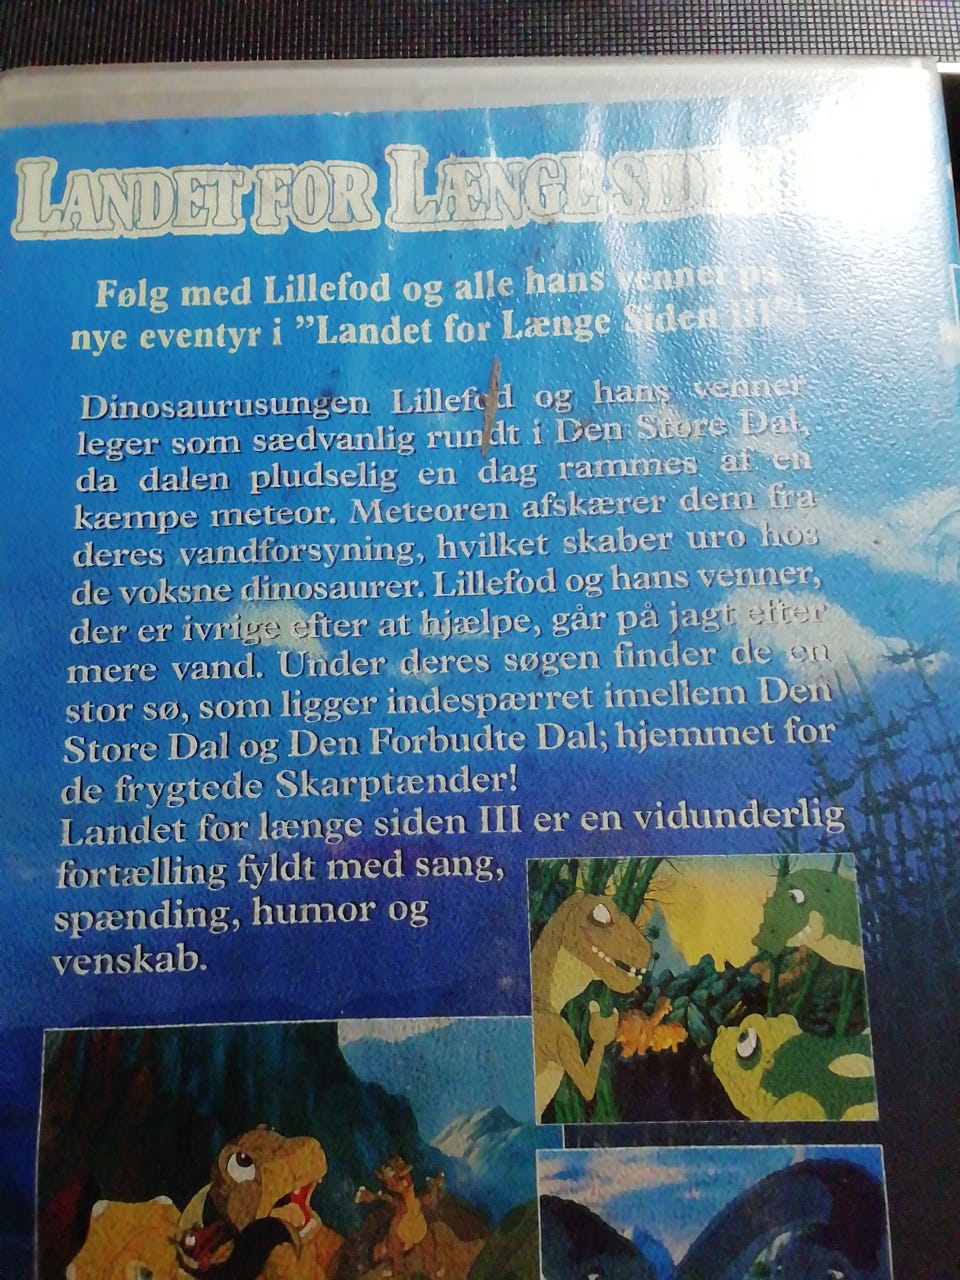 LANDET FOR LÆNGE SIDEN
Følg med Lillefod og alle hans venner på
nye eventyr i "Landet for Længe Siden III"!
Dinosaurusungen Lillefod og hans venner
leger som sædvanlig rundt i Den Store Dal,
da dalen pludselig en dag rammes af en
kæmpe meteor. Meteoren afskærer dem fra
deres vandforsyning, hvilket skaber uro hos
de voksne dinosaurer. Lillefod og hans venner,
der er ivrige efter at hjælpe, går på jagt efter
mere vand. Under deres søgen finder de en
stor sø, som ligger indespærret imellem Den
Store Dal og Den Forbudte Dal; hjemmet for
de frygtede Skarptænder!
Landet for længe siden III er en vidunderlig
fortælling fyldt med sang,
spænding, humor og
venskab.